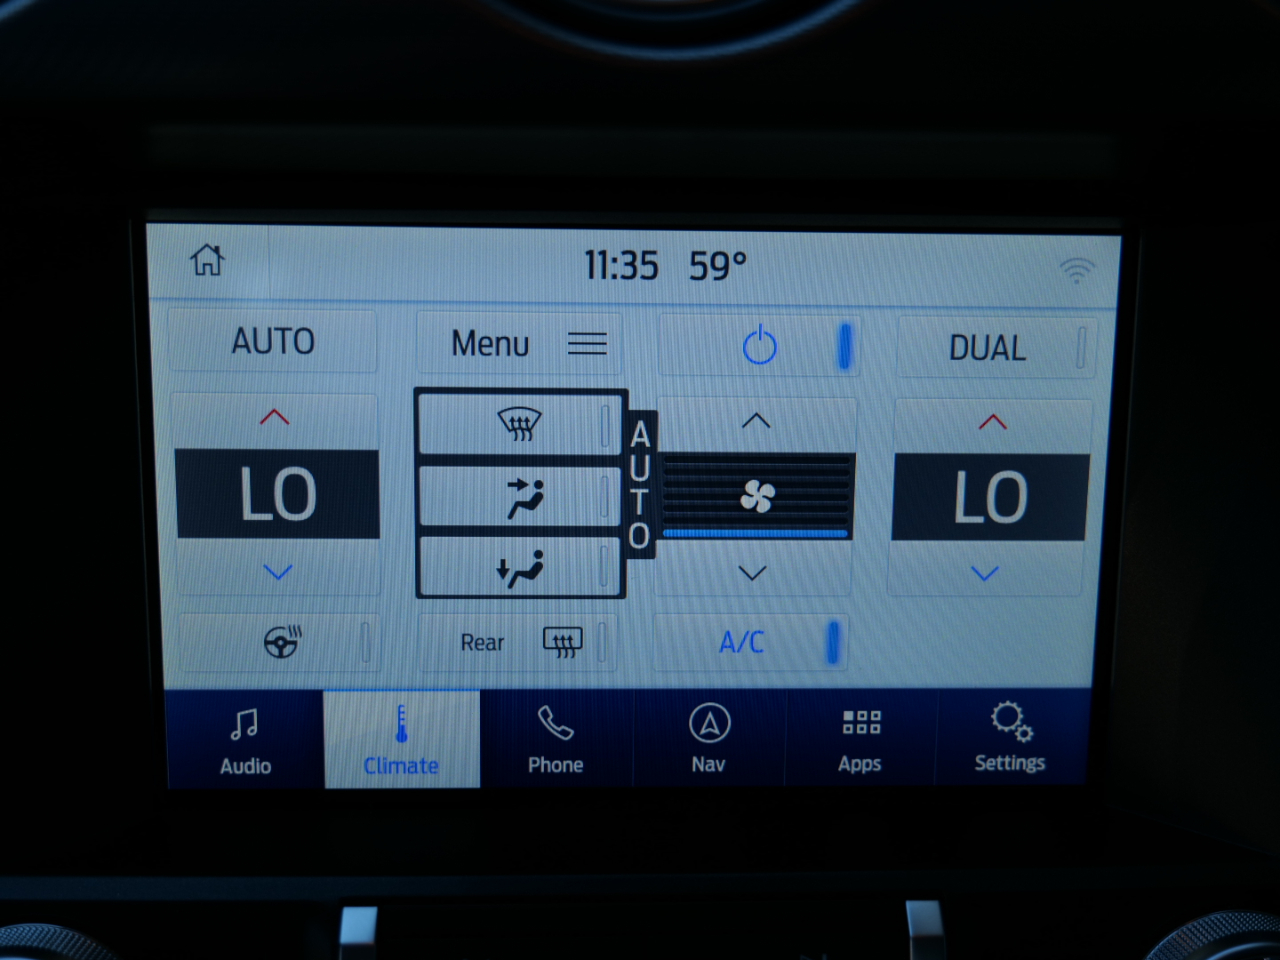 11:35 59°
AUTO Menu DUAL
AUTO
LO LO
Rear A/C
Audio Climate Phone Nav Apps Settings